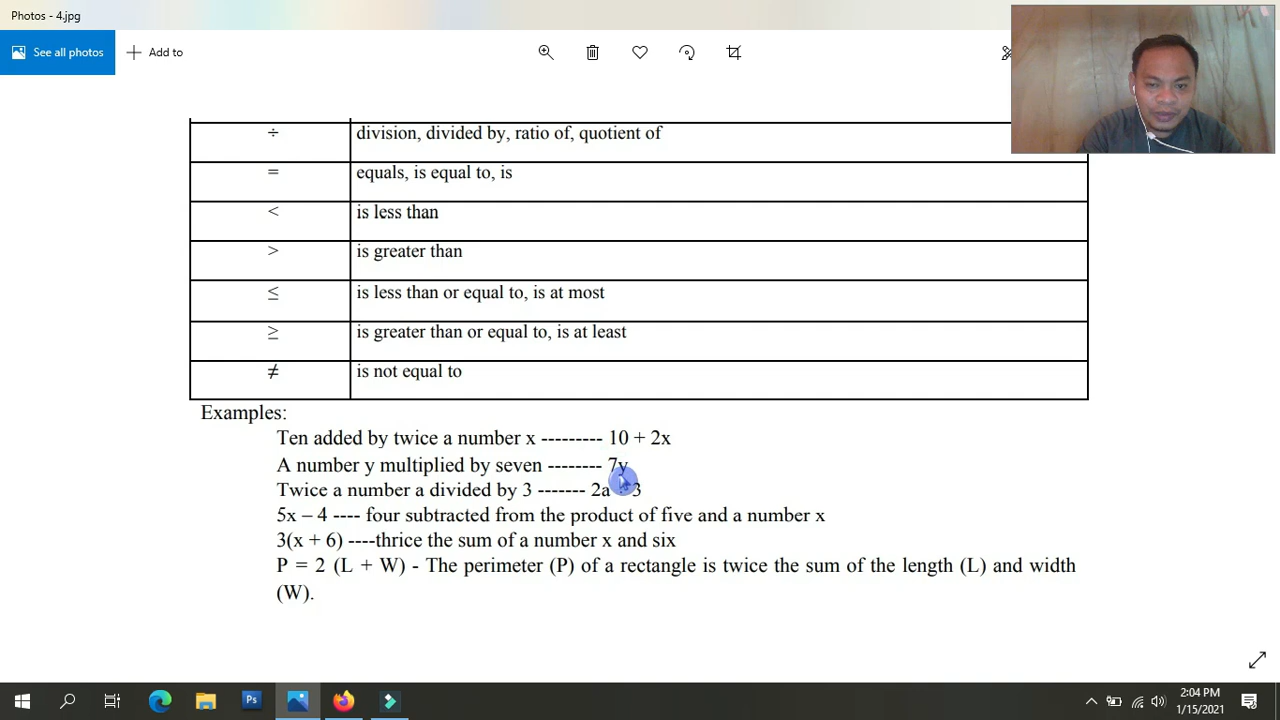 Photos - 4.jpg
See all photos
Add to
÷ division, divided by, ratio of, quotient of
= equals, is equal to, is
< is less than
> is greater than
≤ is less than or equal to, is at most
≥ is greater than or equal to, is at least
≠ is not equal to
Examples:
Ten added by twice a number x --------- 10 + 2x
A number y multiplied by seven -------- 7y
Twice a number a divided by 3 ------- 2a ÷ 3
5x – 4 ---- four subtracted from the product of five and a number x
3(x + 6) ----thrice the sum of a number x and six
P = 2 (L + W) - The perimeter (P) of a rectangle is twice the sum of the length (L) and width
(W).
Ps
2:04 PM
1/15/2021